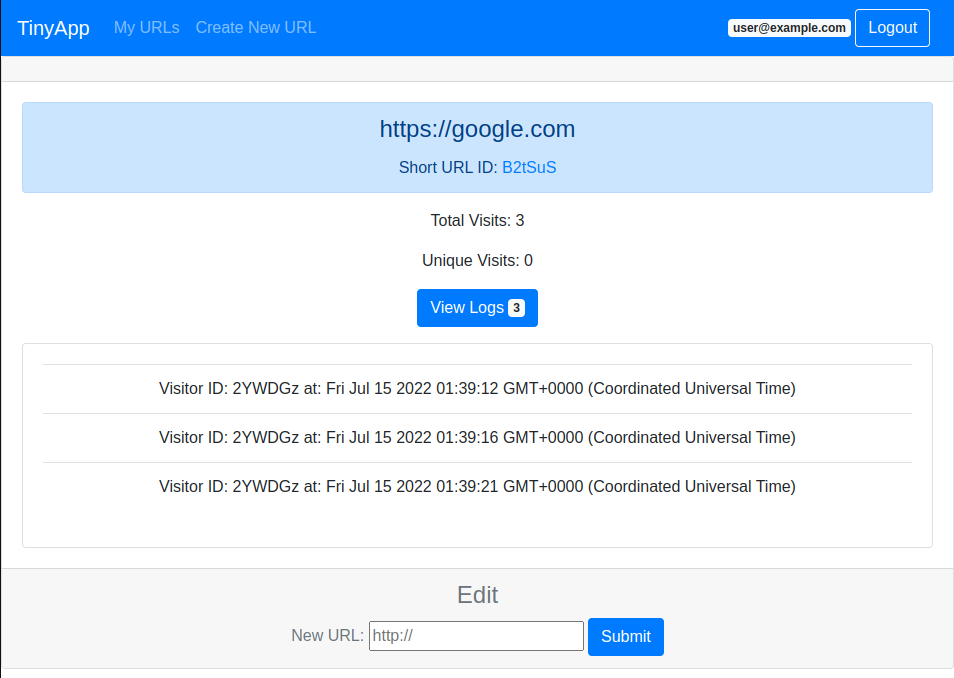 TinyApp My URLs Create New URL user@example.com Logout
https://google.com
Short URL ID: B2tSuS
Total Visits: 3
Unique Visits: 0
View Logs 3
Visitor ID: 2YWDGz at: Fri Jul 15 2022 01:39:12 GMT+0000 (Coordinated Universal Time)
Visitor ID: 2YWDGz at: Fri Jul 15 2022 01:39:16 GMT+0000 (Coordinated Universal Time)
Visitor ID: 2YWDGz at: Fri Jul 15 2022 01:39:21 GMT+0000 (Coordinated Universal Time)
Edit
New URL: http:// Submit